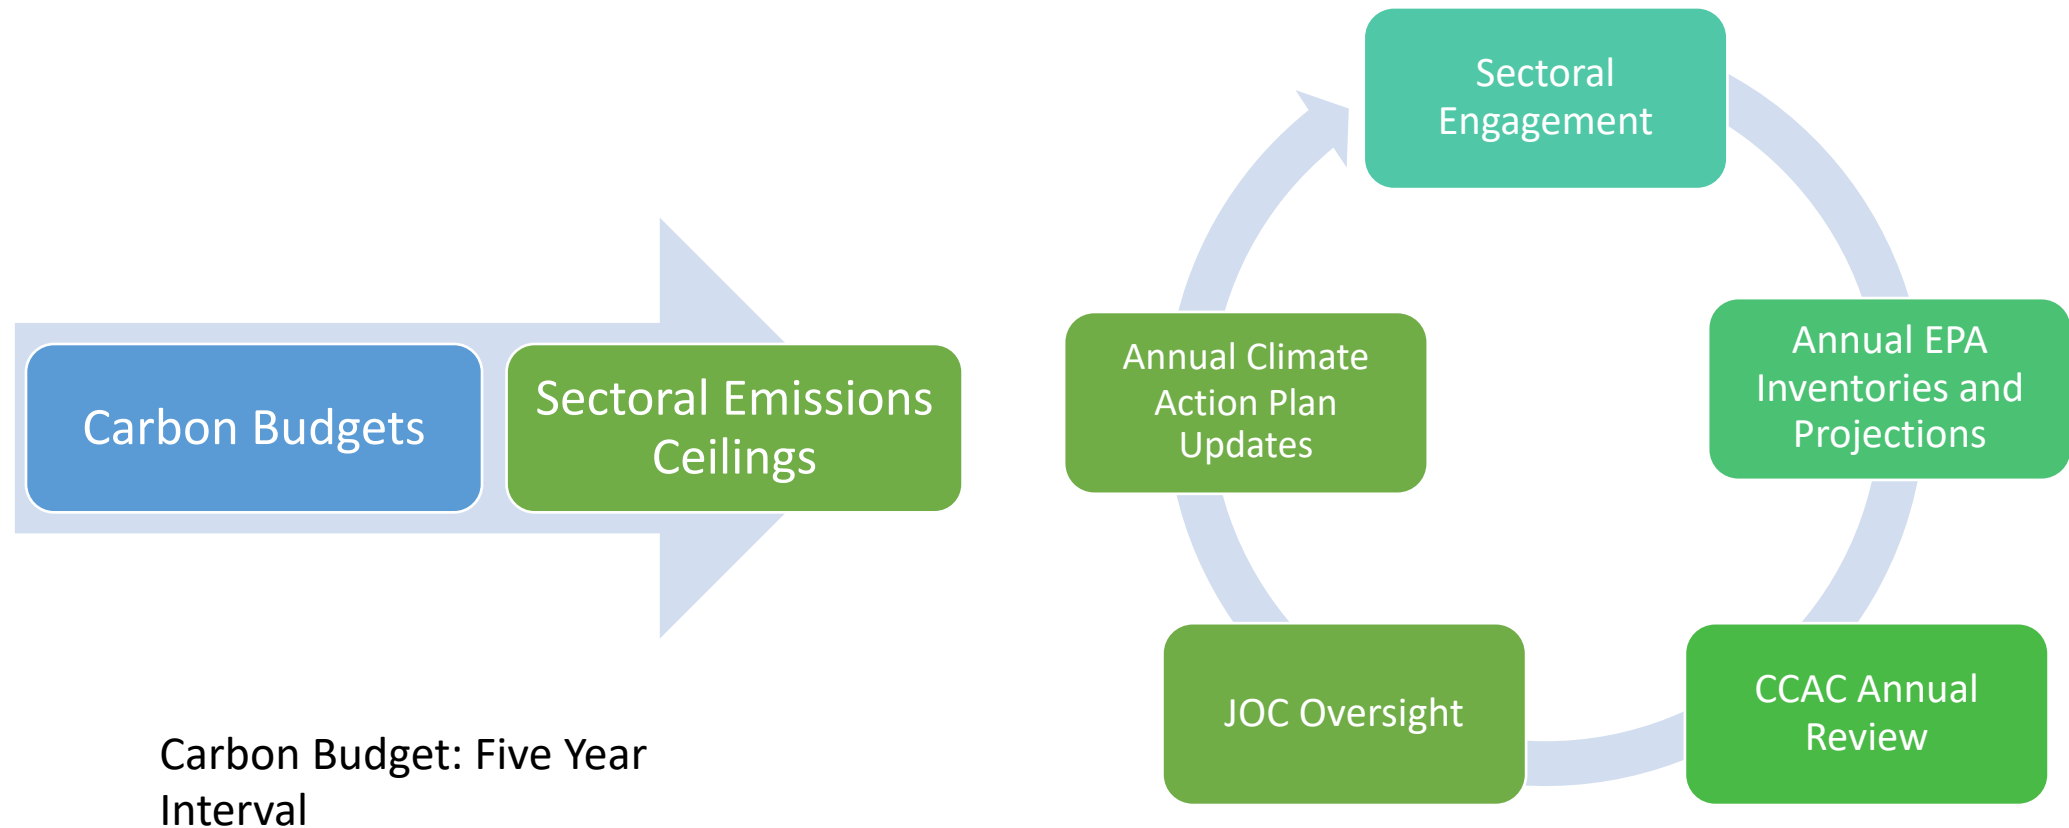 Carbon Budgets
Sectoral Emissions
Ceilings
Carbon Budget: Five Year
Interval
Sectoral
Engagement
Annual EPA
Inventories and
Projections
CCAC Annual
Review
JOC Oversight
Annual Climate
Action Plan
Updates